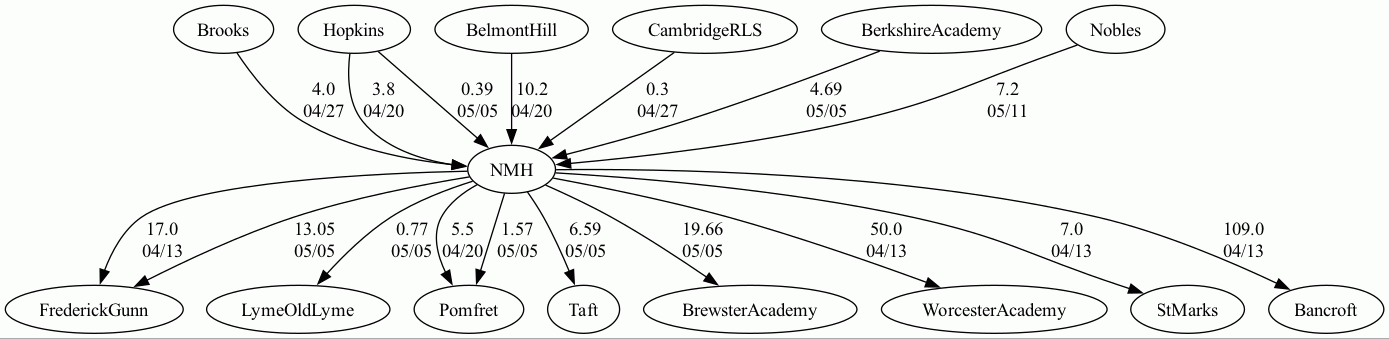 Brooks
Hopkins
BelmontHill
CambridgeRLS
BerkshireAcademy
Nobles
4.0
04/27
3.8
04/20
0.39
05/05
10.2
04/20
0.3
04/27
4.69
05/05
7.2
05/11
NMH
17.0
04/13
13.05
05/05
0.77
05/05
5.5
04/20
1.57
05/05
6.59
05/05
19.66
05/05
50.0
04/13
7.0
04/13
109.0
04/13
FrederickGunn
LymeOldLyme
Pomfret
Taft
BrewsterAcademy
WorcesterAcademy
StMarks
Bancroft